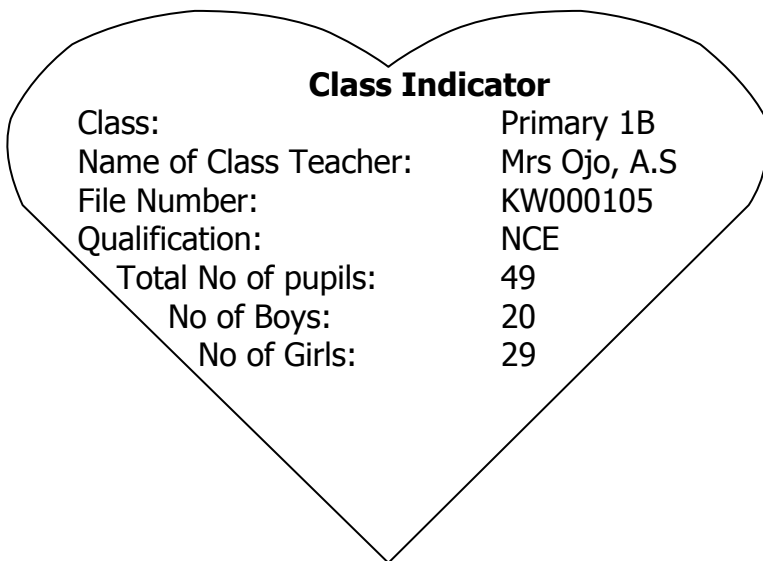 Class Indicator
Class: Primary 1B
Name of Class Teacher: Mrs Ojo, A.S
File Number: KW000105
Qualification: NCE
Total No of pupils: 49
No of Boys: 20
No of Girls: 29